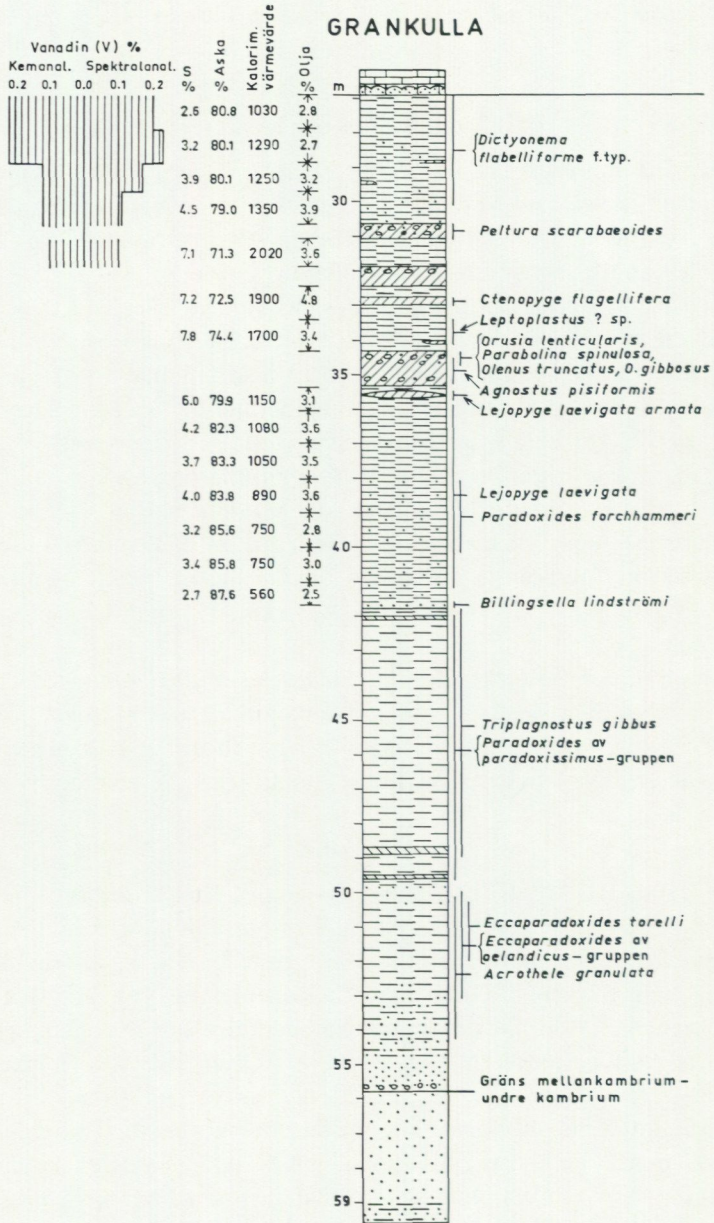 GRANKULLA
Vanadin (V) %
Kemanal. Spektralanal.
0.2 0.1 0.0 0.1 0.2
S %
Aska %
Kalorim. värmevärde
Olja %
m
2.6 80.8 1030 2.8
3.2 80.1 1290 2.7
3.9 80.1 1250 3.2
4.5 79.0 1350 3.9
7.1 71.3 2020 3.6
7.2 72.5 1900 4.8
7.8 74.4 1700 3.4
6.0 79.9 1150 3.1
4.2 82.3 1080 3.6
3.7 83.3 1050 3.5
4.0 83.8 890 3.6
3.2 85.6 750 2.8
3.4 85.8 750 3.0
2.7 87.6 560 2.5
30
35
40
45
50
55
59
Dictyonema
flabelliforme f.typ.
Peltura scarabaeoides
Ctenopyge flagellifera
Leptoplastus ? sp.
Orusia lenticularis,
Parabolina spinulosa,
Olenus truncatus, O. gibbosus
Agnostus pisiformis
Lejopyge laevigata armata
Lejopyge laevigata
Paradoxides forchhammeri
Billingsella lindströmi
Triplagnostus gibbus
Paradoxides av
paradoxissimus-gruppen
Eccaparadoxides torelli
Eccaparadoxides av
oelandicus-gruppen
Acrothele granulata
Gräns mellankambrium-
undre kambrium